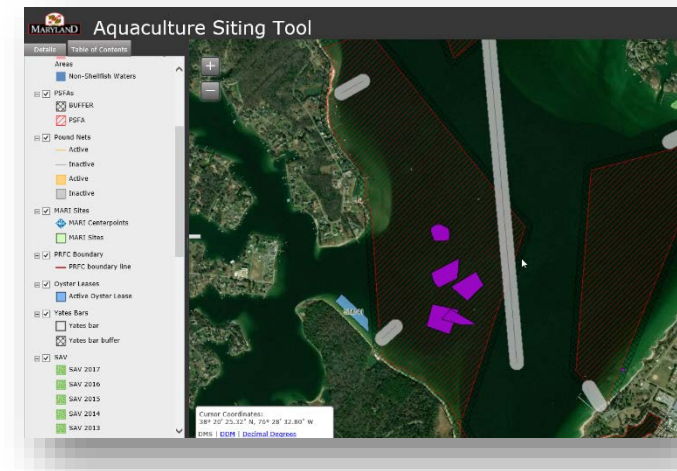 MARYLAND Aquaculture Siting Tool
Details Table of Contents
Areas
Non-Shellfish Waters
PSFAs
BUFFER
PSFA
Pound Nets
Active
Inactive
Active
Inactive
MARI Sites
MARI Centerpoints
MARI Sites
PRFC Boundary
PRFC boundary line
Oyster Leases
Active Oyster Lease
Yates Bars
Yates bar
Yates bar buffer
SAV
SAV 2017
SAV 2016
SAV 2015
SAV 2014
SAV 2013
+
−
Cursor Coordinates:
38° 20' 25.32" N, 76° 28' 32.80" W
DMS | DDM | Decimal Degrees